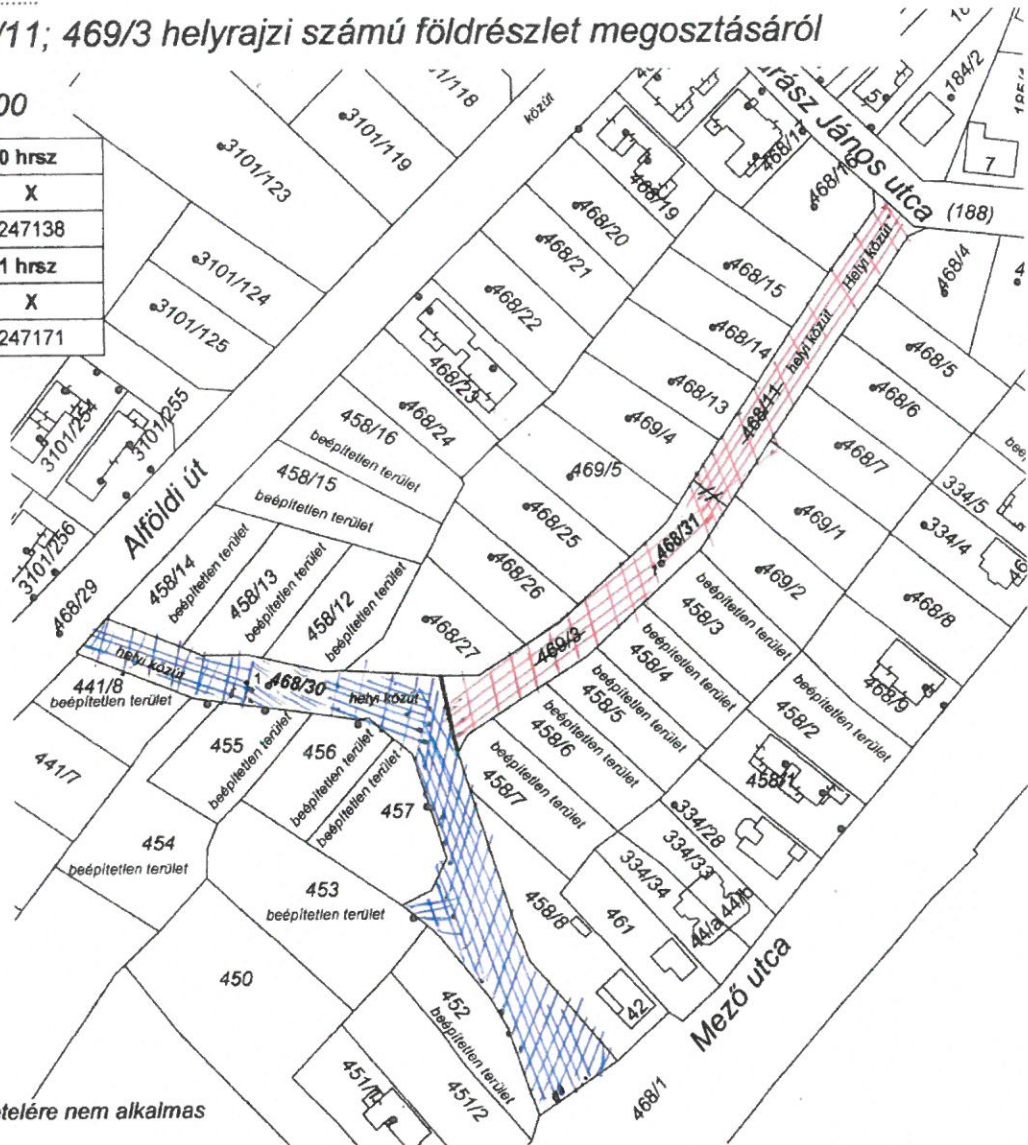 /11; 469/3 helyrajzi számú földrészlet megosztásáról
00
0 hrsz
X
247138
1 hrsz
X
247171
/118
3101/119
3101/123
3101/124
3101/125
közút
468/19
468/20
468/21
468/22
468/23
468/24
János utca
5
184/2
7
(188)
468/4
468/15
468/14
468/13
469/4
469/5
468/25
468/26
468/27
Helyi közút
helyi közút
468/11
468/31
469/3
468/5
468/6
468/7
469/1
469/2
334/5
334/4
468/8
468/9
3101/254
3101/255
3101/256
Alföldi út
468/29
458/16
beépítetlen terület
458/15
beépítetlen terület
458/14
beépítetlen terület
458/13
beépítetlen terület
458/12
beépítetlen terület
helyi közút
1
468/30
helyi közút
441/8
beépítetlen terület
441/7
455
beépítetlen terület
456
beépítetlen terület
beépítetlen terület
457
454
beépítetlen terület
453
beépítetlen terület
450
452
beépítetlen terület
451/2
458/3
beépítetlen terület
458/4
beépítetlen terület
458/5
beépítetlen terület
458/6
beépítetlen terület
458/7
beépítetlen terület
458/2
beépítetlen terület
458/1
334/28
334/33
334/34
44/a
44/b
461
458/8
42
Mező utca
468/1
ételére nem alkalmas